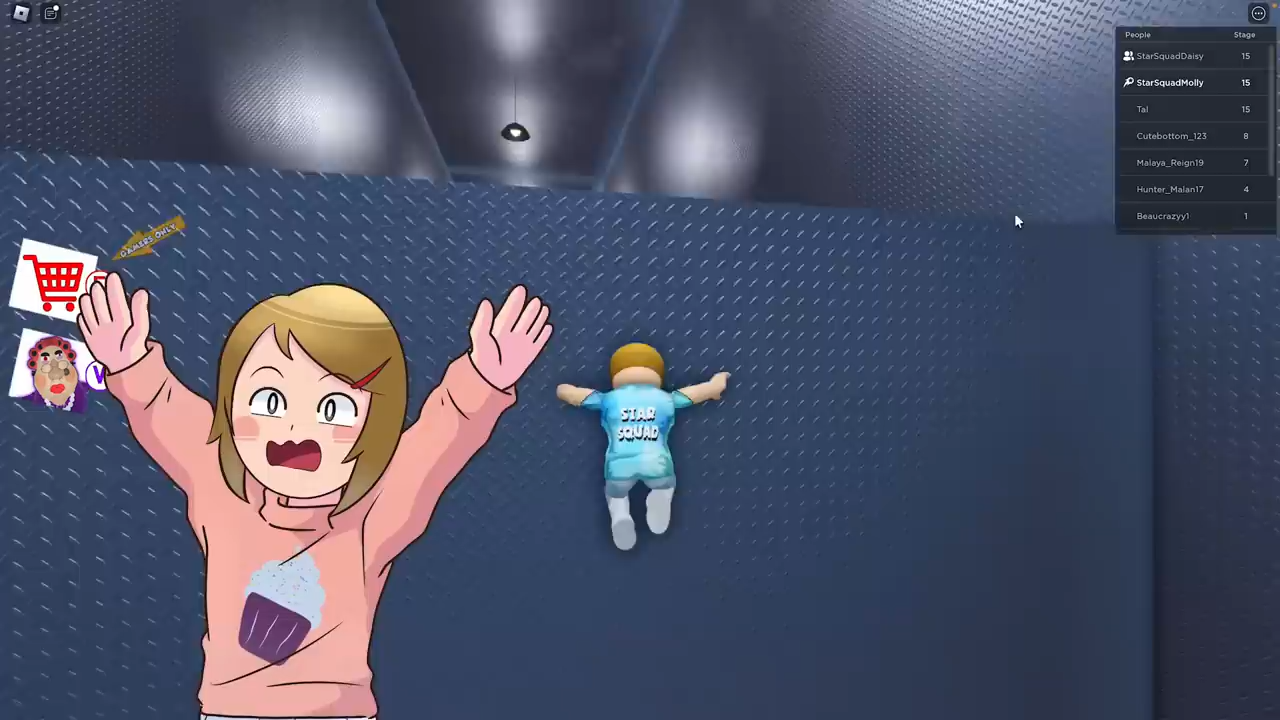 People Stage
StarSquadDaisy 15
StarSquadMolly 15
Tal 15
Cutebottom_123 8
Malaya_Reign19 7
Hunter_Malan17 4
Beaucrazyy1 1
GAMERS ONLY
STAR
SQUAD